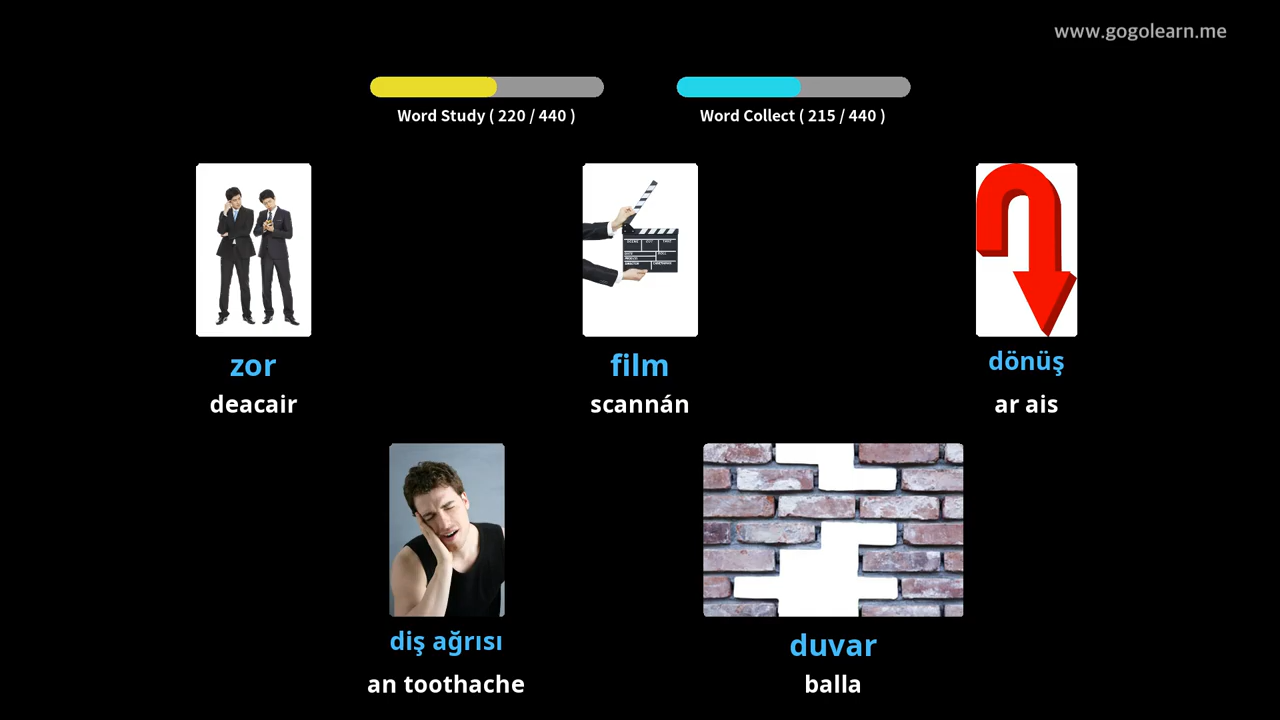 www.gogolearn.me
Word Study ( 220 / 440 )
Word Collect ( 215 / 440 )
zor
deacair
film
scannán
dönüş
ar ais
diş ağrısı
an toothache
duvar
balla